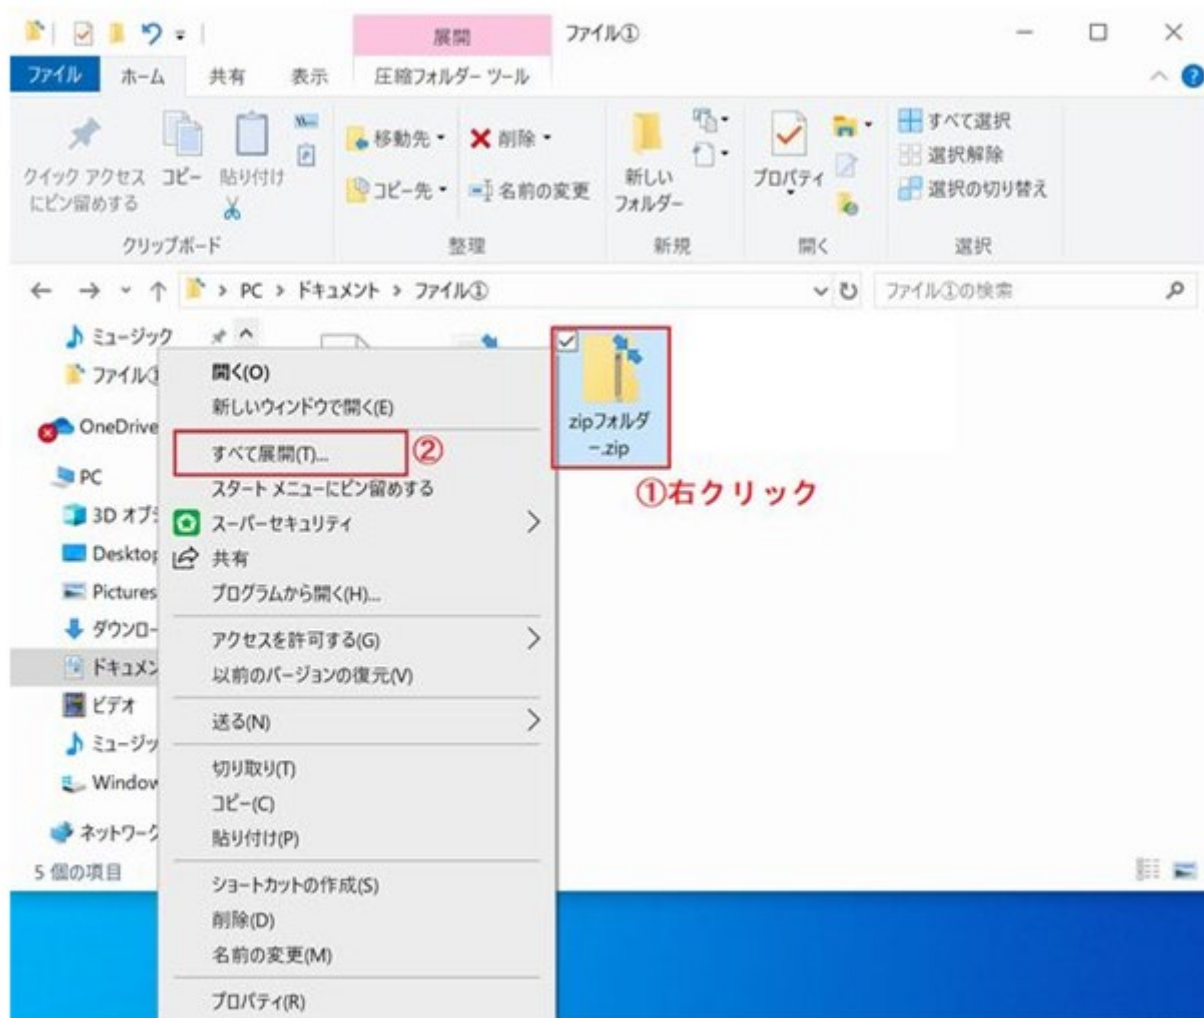 展開
ファイル①
ファイル
ホーム
共有
表示
圧縮フォルダー ツール
クイック アクセス
にピン留めする
コピー
貼り付け
移動先
コピー先
削除
名前の変更
新しい
フォルダー
プロパティ
すべて選択
選択解除
選択の切り替え
クリップボード
整理
新規
開く
選択
PC > ドキュメント > ファイル①
ファイル①の検索
ミュージック
ファイル①
OneDrive
PC
3D オブ
Desktop
Pictures
ダウンロー
ドキュメン
ビデオ
ミュージッ
Window
ネットワーク
5 個の項目
zipフォルダ
ー.zip
①右クリック
開く(O)
新しいウィンドウで開く(E)
すべて展開(T)...
②
スタート メニューにピン留めする
スーパーセキュリティ
共有
プログラムから開く(H)...
アクセスを許可する(G)
以前のバージョンの復元(V)
送る(N)
切り取り(T)
コピー(C)
貼り付け(P)
ショートカットの作成(S)
削除(D)
名前の変更(M)
プロパティ(R)